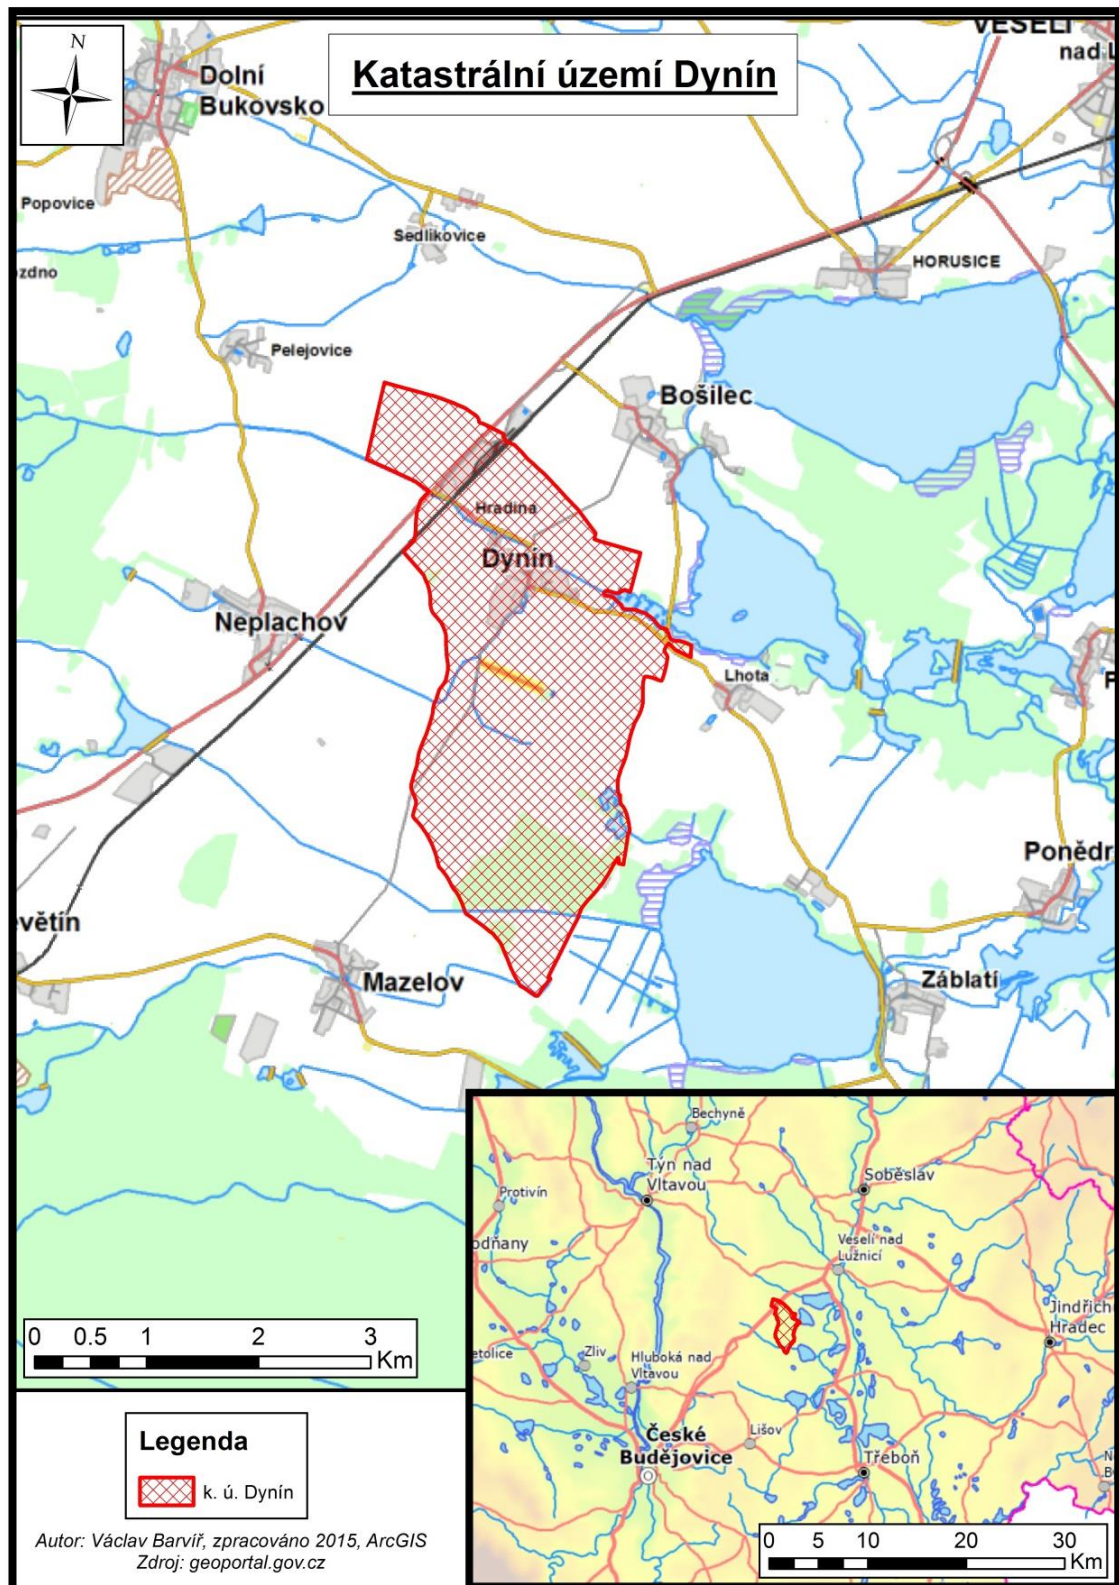 N
Katastrální území Dynín
VESELÍ
nad L
Dolní
Bukovsko
Popovice
Sedlikovice
HORUSICE
ozdno
Pelejovice
Bošilec
Hradina
Dynín
Neplachov
Lhota
P
Ponědr
evětín
Mazelov
Záblatí
0 0.5 1 2 3
Km
Legenda
k. ú. Dynín
Autor: Václav Barvíř, zpracováno 2015, ArcGIS
Zdroj: geoportal.gov.cz
Bechyně
Týn nad
Vltavou
Soběslav
Protivín
odňany
Veselí nad
Lužnicí
Jindřich
Hradec
etolice
Zliv
Hluboká nad
Vltavou
České
Budějovice
Lišov
Třeboň
N
B
0 5 10 20 30
Km